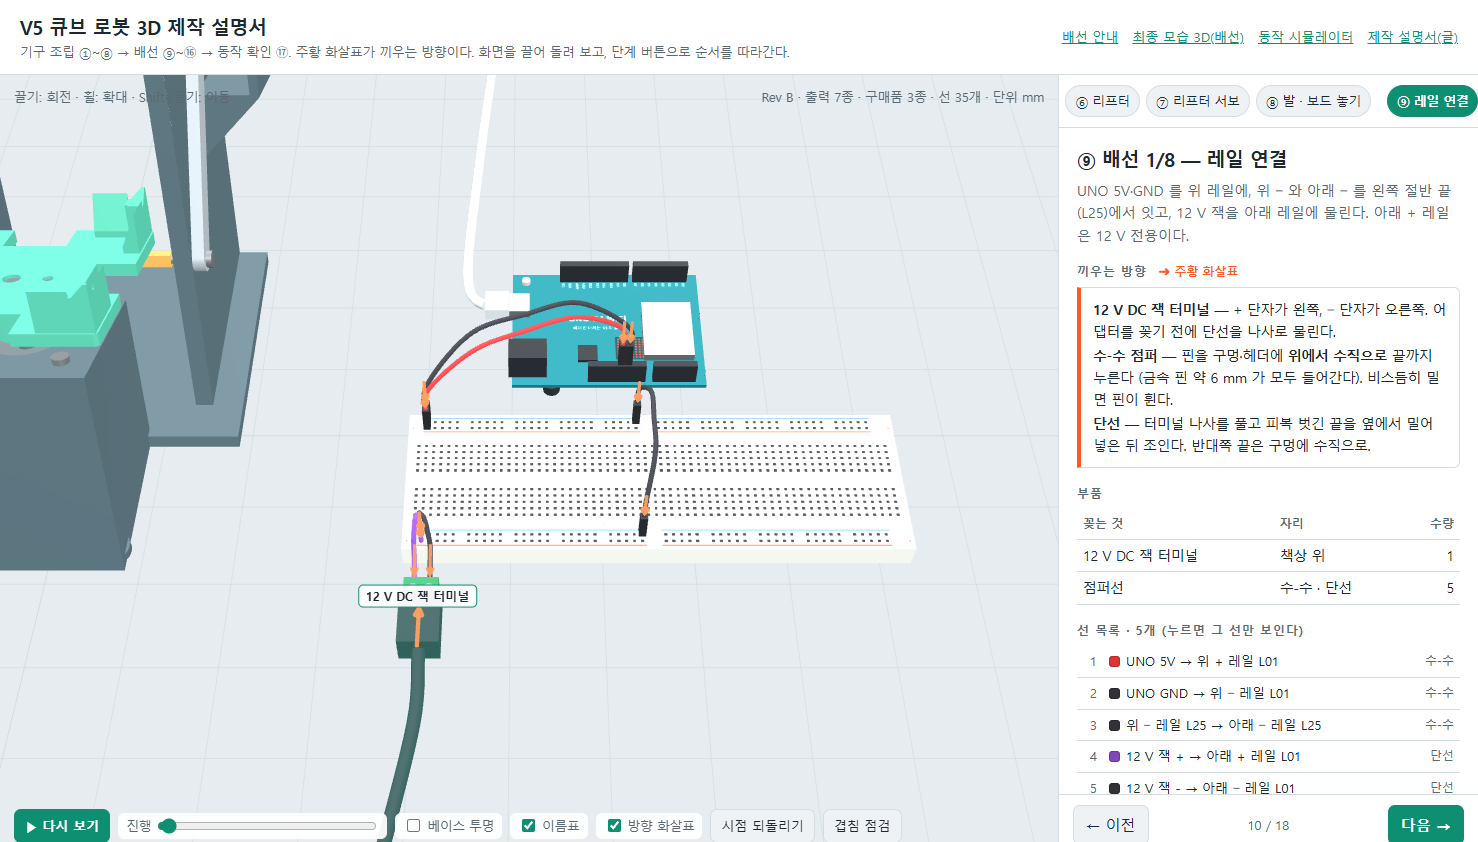 V5 큐브 로봇 3D 제작 설명서
기구 조립 ①~⑧ → 배선 ⑨~⑯ → 동작 확인 ⑰. 주황 화살표가 끼우는 방향이다. 화면을 끌어 돌려 보고, 단계 버튼으로 순서를 따라간다.
배선 안내 최종 모습 3D(배선) 동작 시뮬레이터 제작 설명서(글)
끌기: 회전 · 휠: 확대 · Shift+끌기: 이동
Rev B · 출력 7종 · 구매품 3종 · 선 35개 · 단위 mm
⑥ 리프터 ⑦ 리프터 서보 ⑧ 발 · 보드 놓기 ⑨ 레일 연결
⑨ 배선 1/8 — 레일 연결
UNO 5V·GND 를 위 레일에, 위 − 와 아래 − 를 왼쪽 절반 끝
(L25)에서 잇고, 12 V 잭을 아래 레일에 물린다. 아래 + 레일
은 12 V 전용이다.
끼우는 방향 → 주황 화살표
12 V DC 잭 터미널 — + 단자가 왼쪽, − 단자가 오른쪽. 어
댑터를 꽂기 전에 단선을 나사로 물린다.
수-수 점퍼 — 핀을 구멍·헤더에 위에서 수직으로 끝까지
누른다 (금속 핀 약 6 mm 가 모두 들어간다). 비스듬히 밀
면 핀이 휜다.
단선 — 터미널 나사를 풀고 피복 벗긴 끝을 옆에서 밀어
넣은 뒤 조인다. 반대쪽 끝은 구멍에 수직으로.
부품
꽂는 것 자리 수량
12 V DC 잭 터미널 책상 위 1
점퍼선 수-수 · 단선 5
선 목록 · 5개 (누르면 그 선만 보인다)
1 UNO 5V → 위 + 레일 L01 수-수
2 UNO GND → 위 − 레일 L01 수-수
3 위 − 레일 L25 → 아래 − 레일 L25 수-수
4 12 V 잭 + → 아래 + 레일 L01 단선
5 12 V 잭 - → 아래 − 레일 L01 단선
12 V DC 잭 터미널
▶ 다시 보기 진행 베이스 투명 이름표 방향 화살표 시점 되돌리기 겹침 점검
← 이전 10 / 18 다음 →